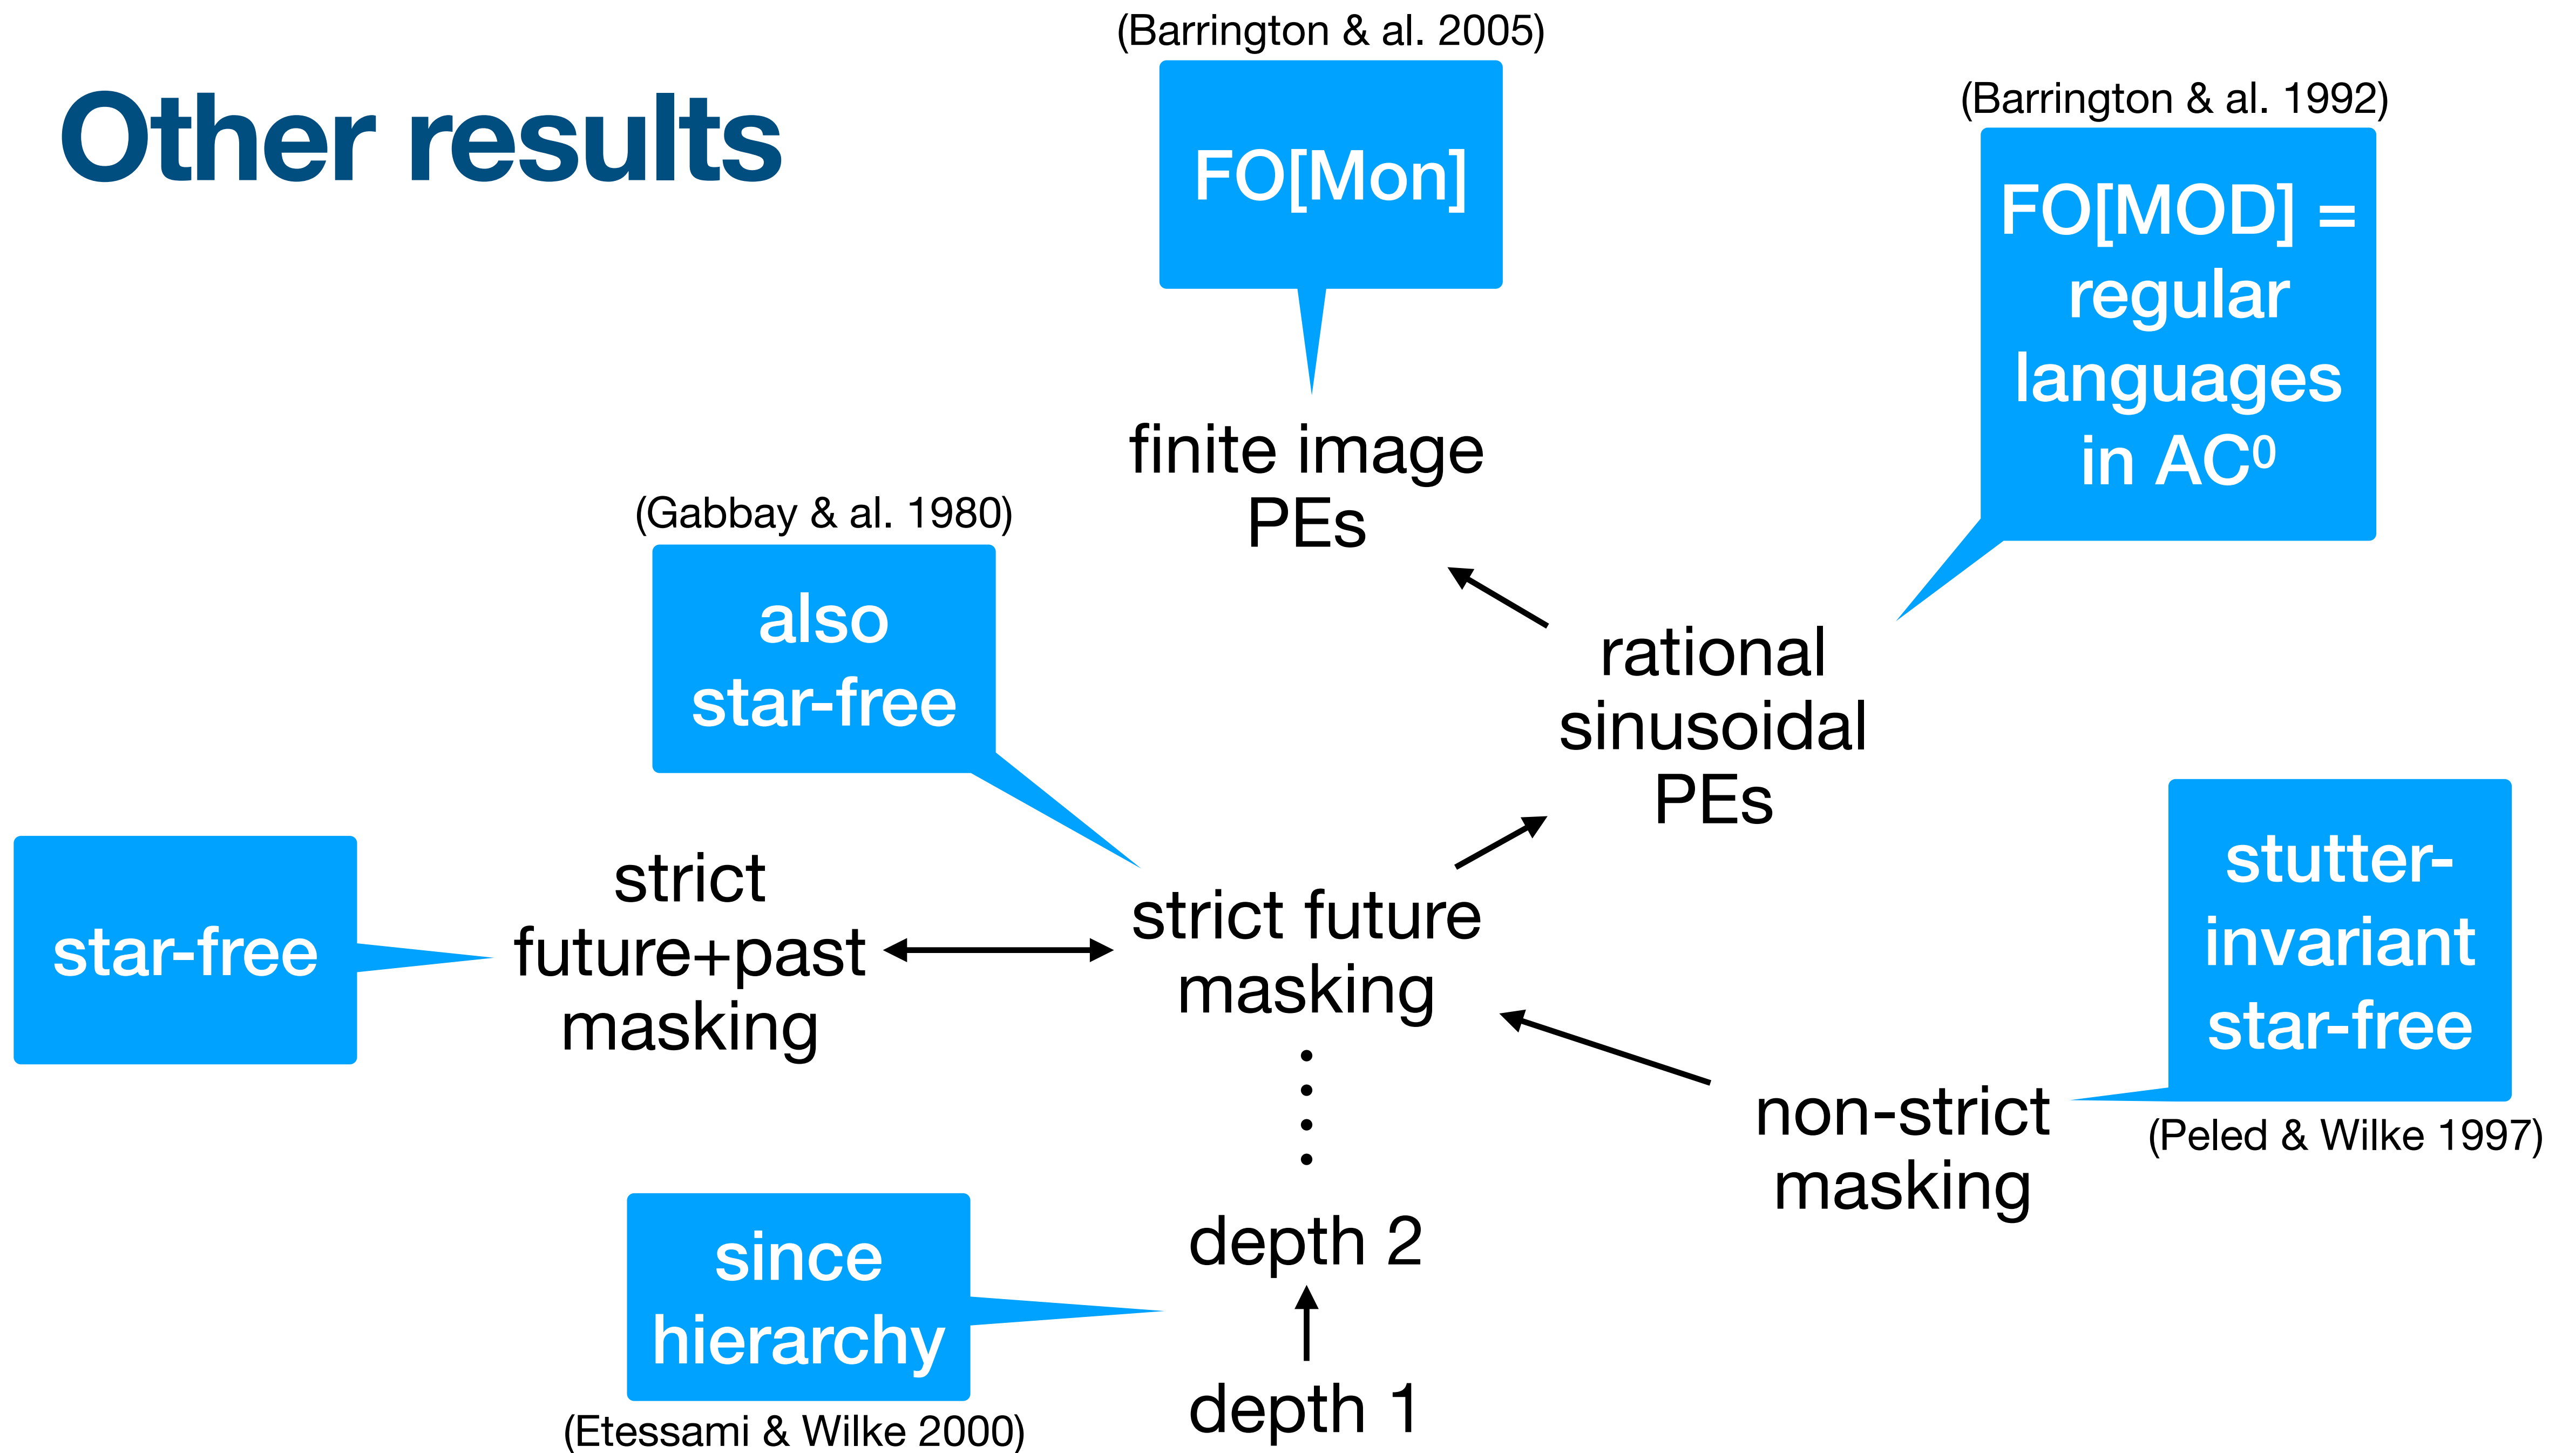 Other results
(Barrington & al. 2005)
FO[Mon]
(Barrington & al. 1992)
FO[MOD] =
regular
languages
in AC⁰
finite image
PEs
(Gabbay & al. 1980)
also
star-free
rational
sinusoidal
PEs
star-free
strict
future+past
masking
strict future
masking
stutter-
invariant
star-free
(Peled & Wilke 1997)
non-strict
masking
since
hierarchy
(Etessami & Wilke 2000)
depth 2
depth 1